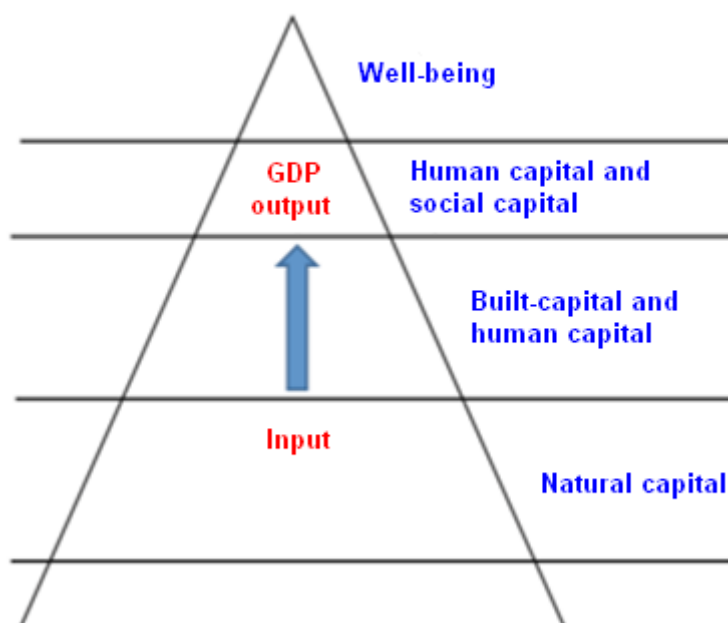 Well-being
GDP
output
Human capital and
social capital
Built-capital and
human capital
Input
Natural capital